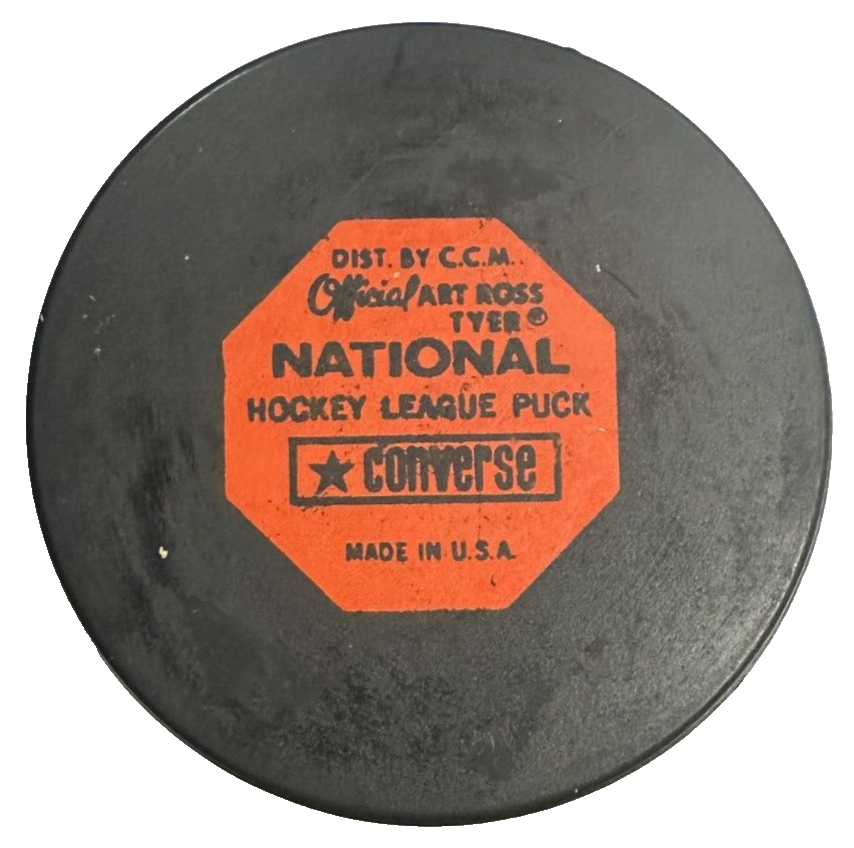 DIST. BY C.C.M.
Official ART ROSS
TYER ®
NATIONAL
HOCKEY LEAGUE PUCK
★ converse
MADE IN U.S.A.